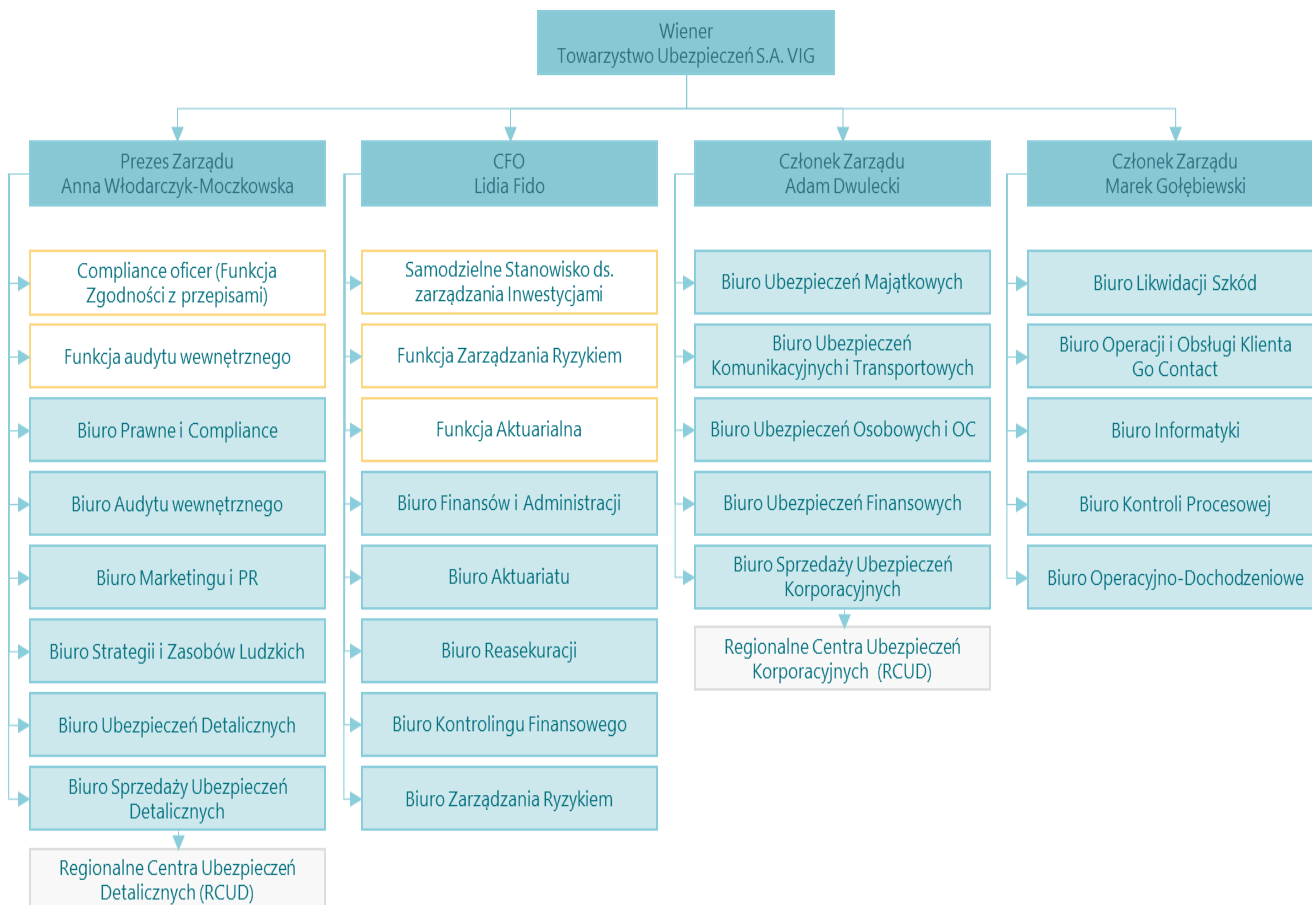 Wiener
Towarzystwo Ubezpieczeń S.A. VIG
Prezes Zarządu
Anna Włodarczyk-Moczkowska
Compliance oficer (Funkcja
Zgodności z przepisami)
Funkcja audytu wewnętrznego
Biuro Prawne i Compliance
Biuro Audytu wewnętrznego
Biuro Marketingu i PR
Biuro Strategii i Zasobów Ludzkich
Biuro Ubezpieczeń Detalicznych
Biuro Sprzedaży Ubezpieczeń
Detalicznych
Regionalne Centra Ubezpieczeń
Detalicznych (RCUD)
CFO
Lidia Fido
Samodzielne Stanowisko ds.
zarządzania Inwestycjami
Funkcja Zarządzania Ryzykiem
Funkcja Aktuarialna
Biuro Finansów i Administracji
Biuro Aktuariatu
Biuro Reasekuracji
Biuro Kontrolingu Finansowego
Biuro Zarządzania Ryzykiem
Członek Zarządu
Adam Dwulecki
Biuro Ubezpieczeń Majątkowych
Biuro Ubezpieczeń
Komunikacyjnych i Transportowych
Biuro Ubezpieczeń Osobowych i OC
Biuro Ubezpieczeń Finansowych
Biuro Sprzedaży Ubezpieczeń
Korporacyjnych
Regionalne Centra Ubezpieczeń
Korporacyjnych (RCUD)
Członek Zarządu
Marek Gołębiewski
Biuro Likwidacji Szkód
Biuro Operacji i Obsługi Klienta
Go Contact
Biuro Informatyki
Biuro Kontroli Procesowej
Biuro Operacyjno-Dochodzeniowe